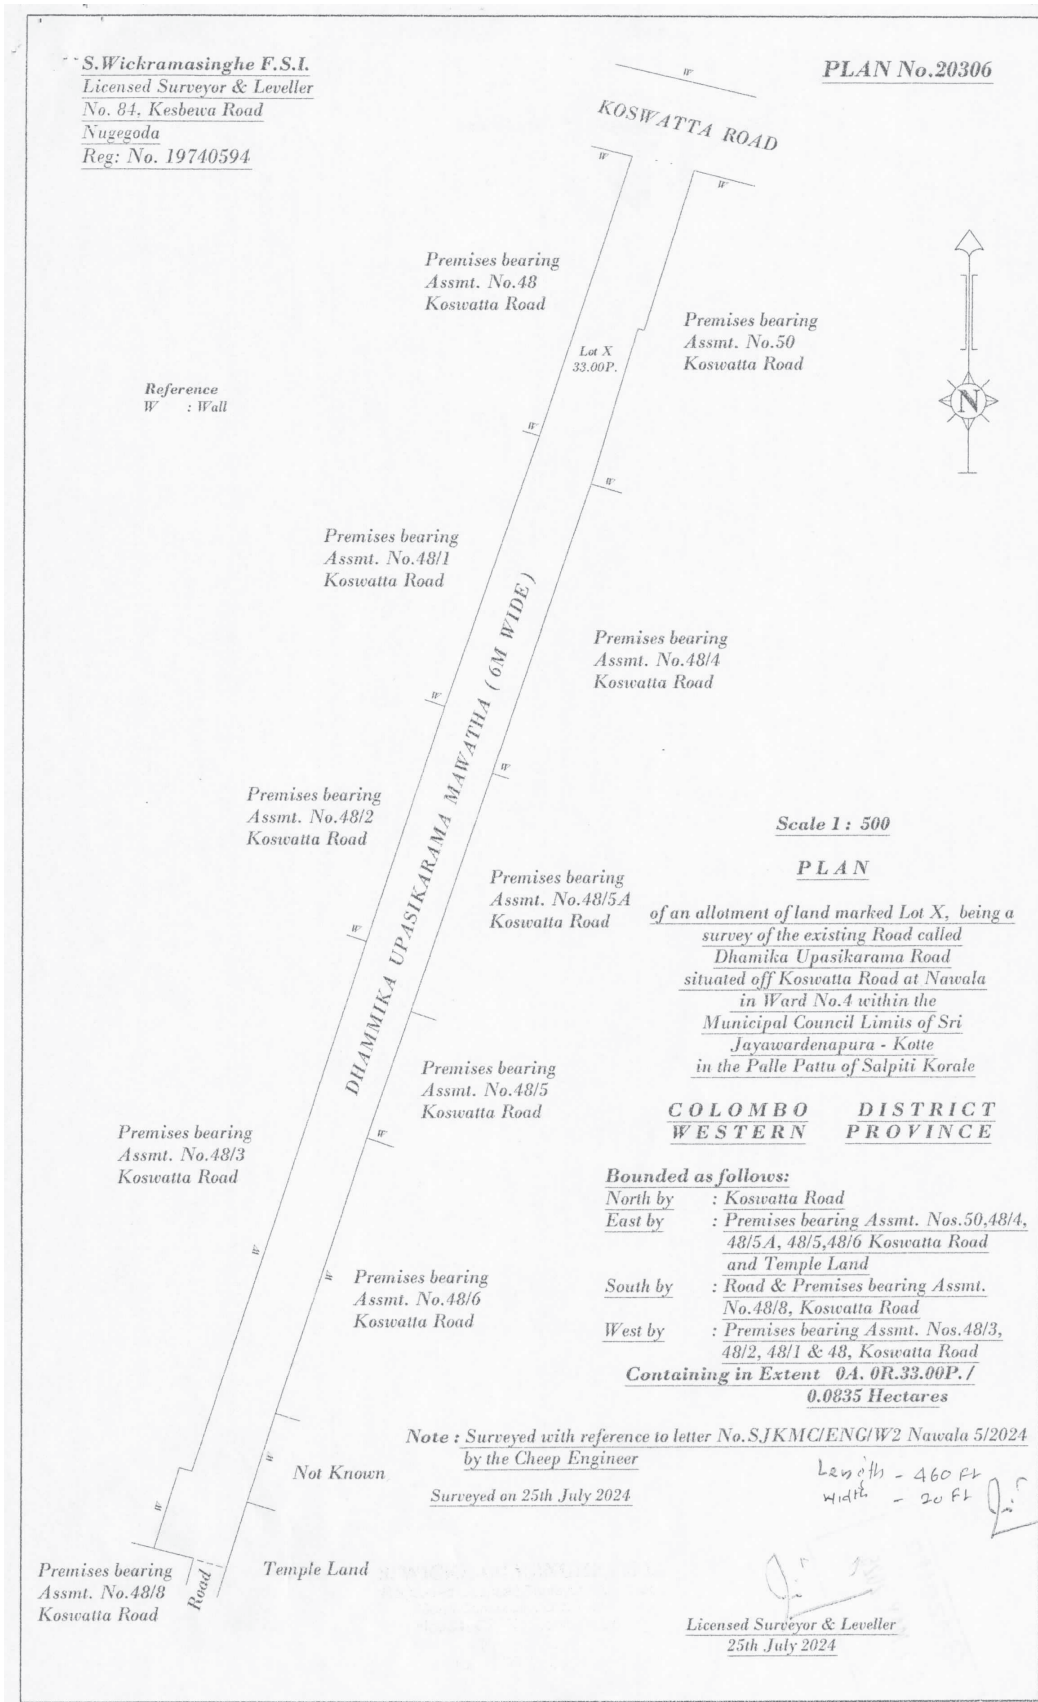 S.Wickramasinghe F.S.I.
Licensed Surveyor & Leveller
No. 84, Kesbewa Road
Nugegoda
Reg: No. 19740594
PLAN No.20306
W
KOSWATTA ROAD
W
W
Premises bearing
Assmt. No.48
Koswatta Road
Premises bearing
Assmt. No.50
Koswatta Road
Lot X
33.00P.
Reference
W : Wall
N
W
W
Premises bearing
Assmt. No.48/1
Koswatta Road
DHAMMIKA UPASIKARAMA MAWATHA ( 6M WIDE )
Premises bearing
Assmt. No.48/4
Koswatta Road
W
W
Premises bearing
Assmt. No.48/2
Koswatta Road
Scale 1 : 500
PLAN
of an allotment of land marked Lot X, being a
survey of the existing Road called
Dhamika Upasikarama Road
situated off Koswatta Road at Nawala
in Ward No.4 within the
Municipal Council Limits of Sri
Jayawardenapura - Kotte
in the Palle Pattu of Salpiti Korale
Premises bearing
Assmt. No.48/5A
Koswatta Road
W
Premises bearing
Assmt. No.48/5
Koswatta Road
COLOMBO DISTRICT
WESTERN PROVINCE
W
Premises bearing
Assmt. No.48/3
Koswatta Road
Bounded as follows:
North by : Koswatta Road
East by : Premises bearing Assmt. Nos.50,48/4,
48/5A, 48/5,48/6 Koswatta Road
and Temple Land
South by : Road & Premises bearing Assmt.
No.48/8, Koswatta Road
West by : Premises bearing Assmt. Nos.48/3,
48/2, 48/1 & 48, Koswatta Road
Containing in Extent 0A. 0R.33.00P. /
0.0835 Hectares
W
W
Premises bearing
Assmt. No.48/6
Koswatta Road
Note : Surveyed with reference to letter No.SJKMC/ENG/W2 Nawala 5/2024
by the Cheep Engineer
Surveyed on 25th July 2024
Length - 460 Ft
width - 20 Ft
W
Not Known
W
Premises bearing
Assmt. No.48/8
Koswatta Road
Road
Temple Land
Licensed Surveyor & Leveller
25th July 2024